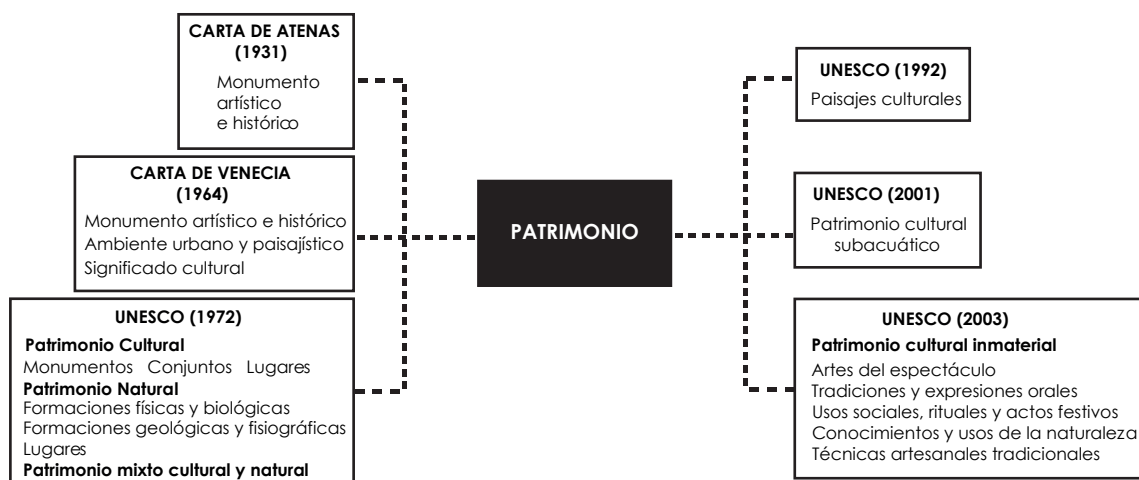 CARTA DE ATENAS
(1931)
Monumento
artístico
e histórico
CARTA DE VENECIA
(1964)
Monumento artístico e histórico
Ambiente urbano y paisajístico
Significado cultural
UNESCO (1972)
Patrimonio Cultural
Monumentos Conjuntos Lugares
Patrimonio Natural
Formaciones físicas y biológicas
Formaciones geológicas y fisiográficas
Lugares
Patrimonio mixto cultural y natural
PATRIMONIO
UNESCO (1992)
Paisajes culturales
UNESCO (2001)
Patrimonio cultural
subacuático
UNESCO (2003)
Patrimonio cultural inmaterial
Artes del espectáculo
Tradiciones y expresiones orales
Usos sociales, rituales y actos festivos
Conocimientos y usos de la naturaleza
Técnicas artesanales tradicionales